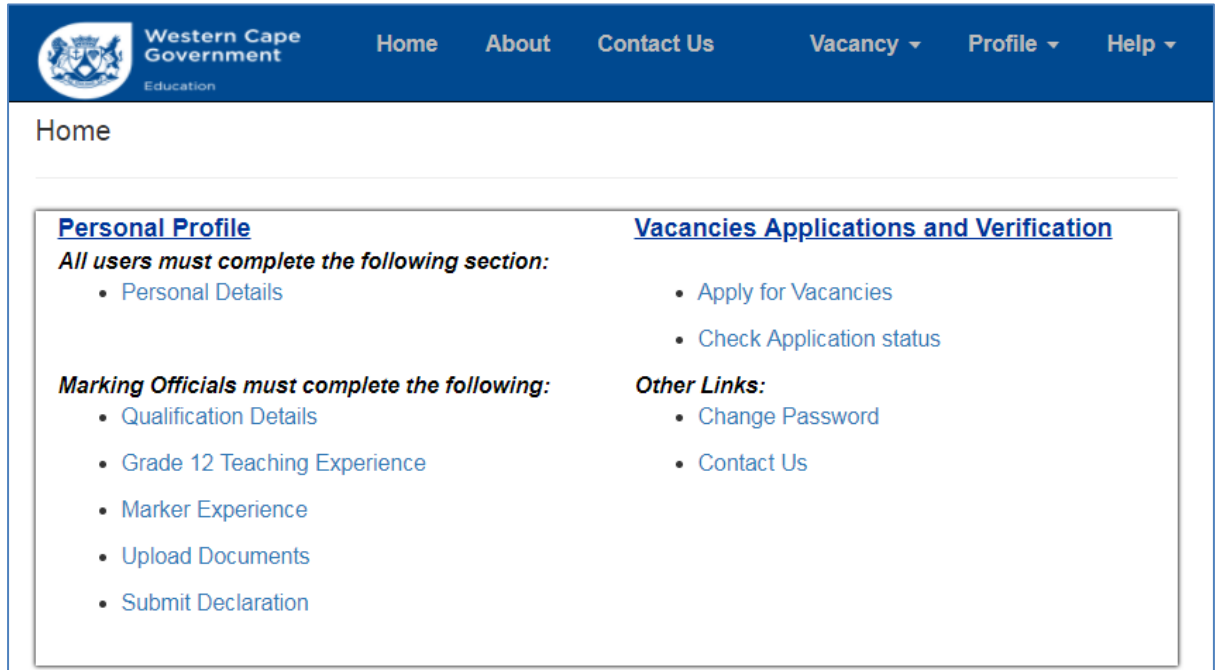 Western Cape
Government
Education
Home About Contact Us Vacancy Profile Help
Home
Personal Profile
All users must complete the following section:
• Personal Details
Marking Officials must complete the following:
• Qualification Details
• Grade 12 Teaching Experience
• Marker Experience
• Upload Documents
• Submit Declaration
Vacancies Applications and Verification
• Apply for Vacancies
• Check Application status
Other Links:
• Change Password
• Contact Us